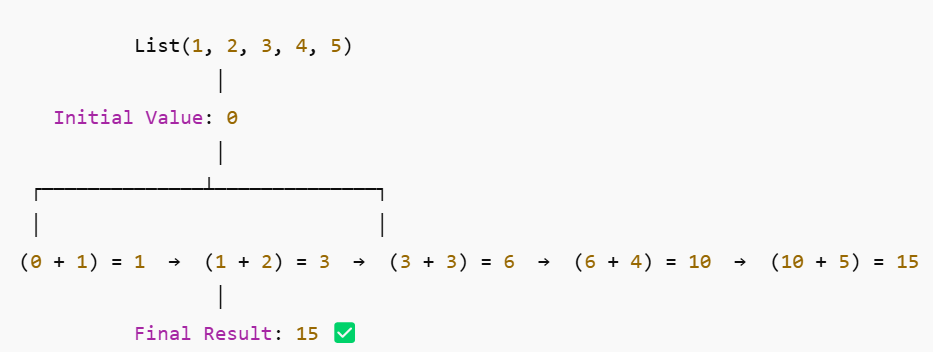 List(1, 2, 3, 4, 5)
Initial Value: 0
(0 + 1) = 1 → (1 + 2) = 3 → (3 + 3) = 6 → (6 + 4) = 10 → (10 + 5) = 15
Final Result: 15 ✅